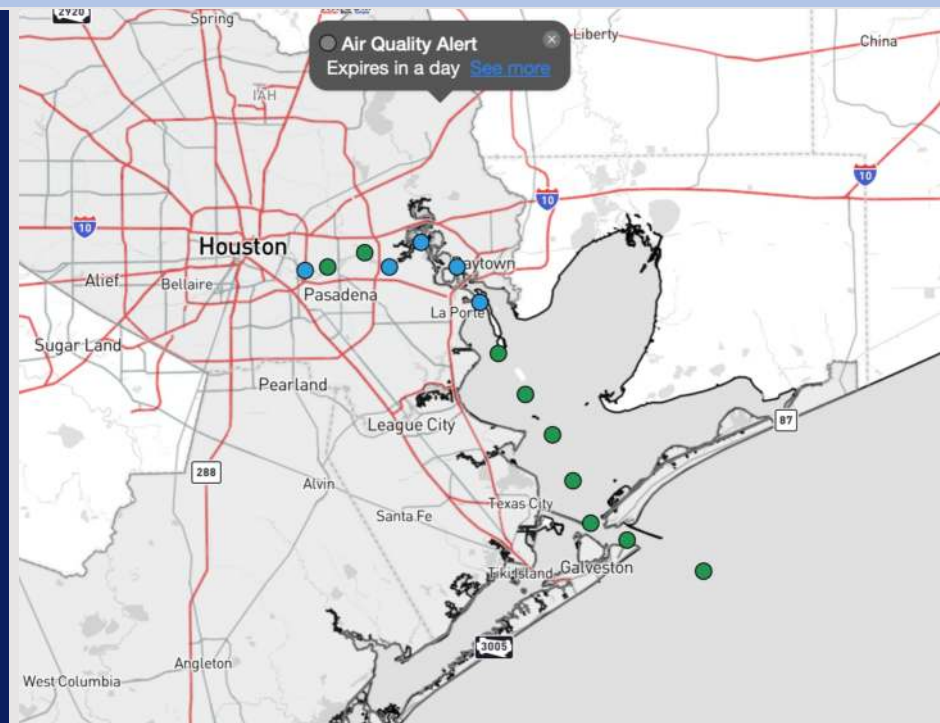 2920
Spring
Air Quality Alert
Expires in a day See more
Liberty
China
IAH
10
10
10
Houston
Alief
Bellaire
Pasadena
La Porte
Sugar Land
Pearland
League City
87
288
Alvin
Texas City
Santa Fe
Tiki Island
Galveston
3005
Angleton
West Columbia